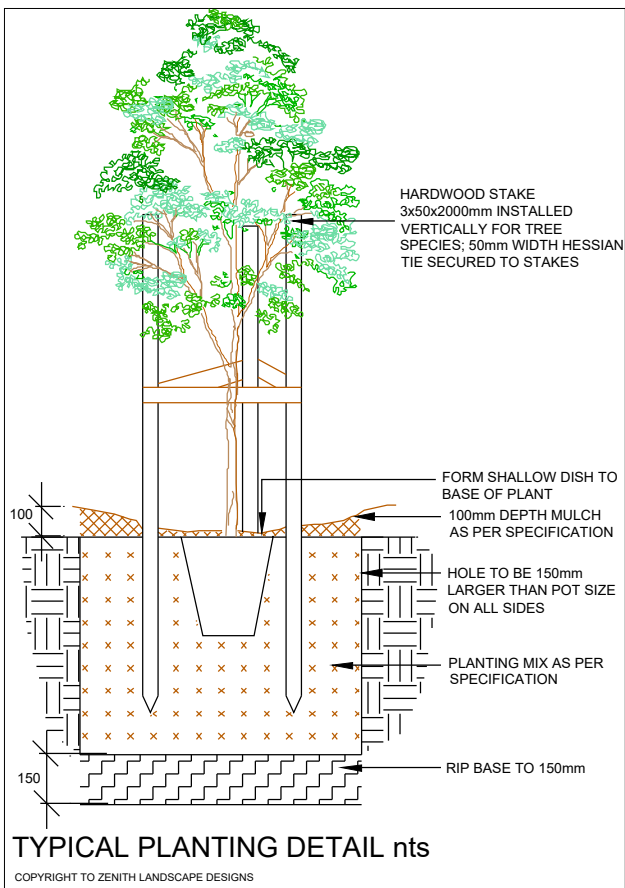 HARDWOOD STAKE
3x50x2000mm INSTALLED
VERTICALLY FOR TREE
SPECIES; 50mm WIDTH HESSIAN
TIE SECURED TO STAKES
FORM SHALLOW DISH TO
BASE OF PLANT
100
100mm DEPTH MULCH
AS PER SPECIFICATION
HOLE TO BE 150mm
LARGER THAN POT SIZE
ON ALL SIDES
PLANTING MIX AS PER
SPECIFICATION
RIP BASE TO 150mm
150
TYPICAL PLANTING DETAIL nts
COPYRIGHT TO ZENITH LANDSCAPE DESIGNS